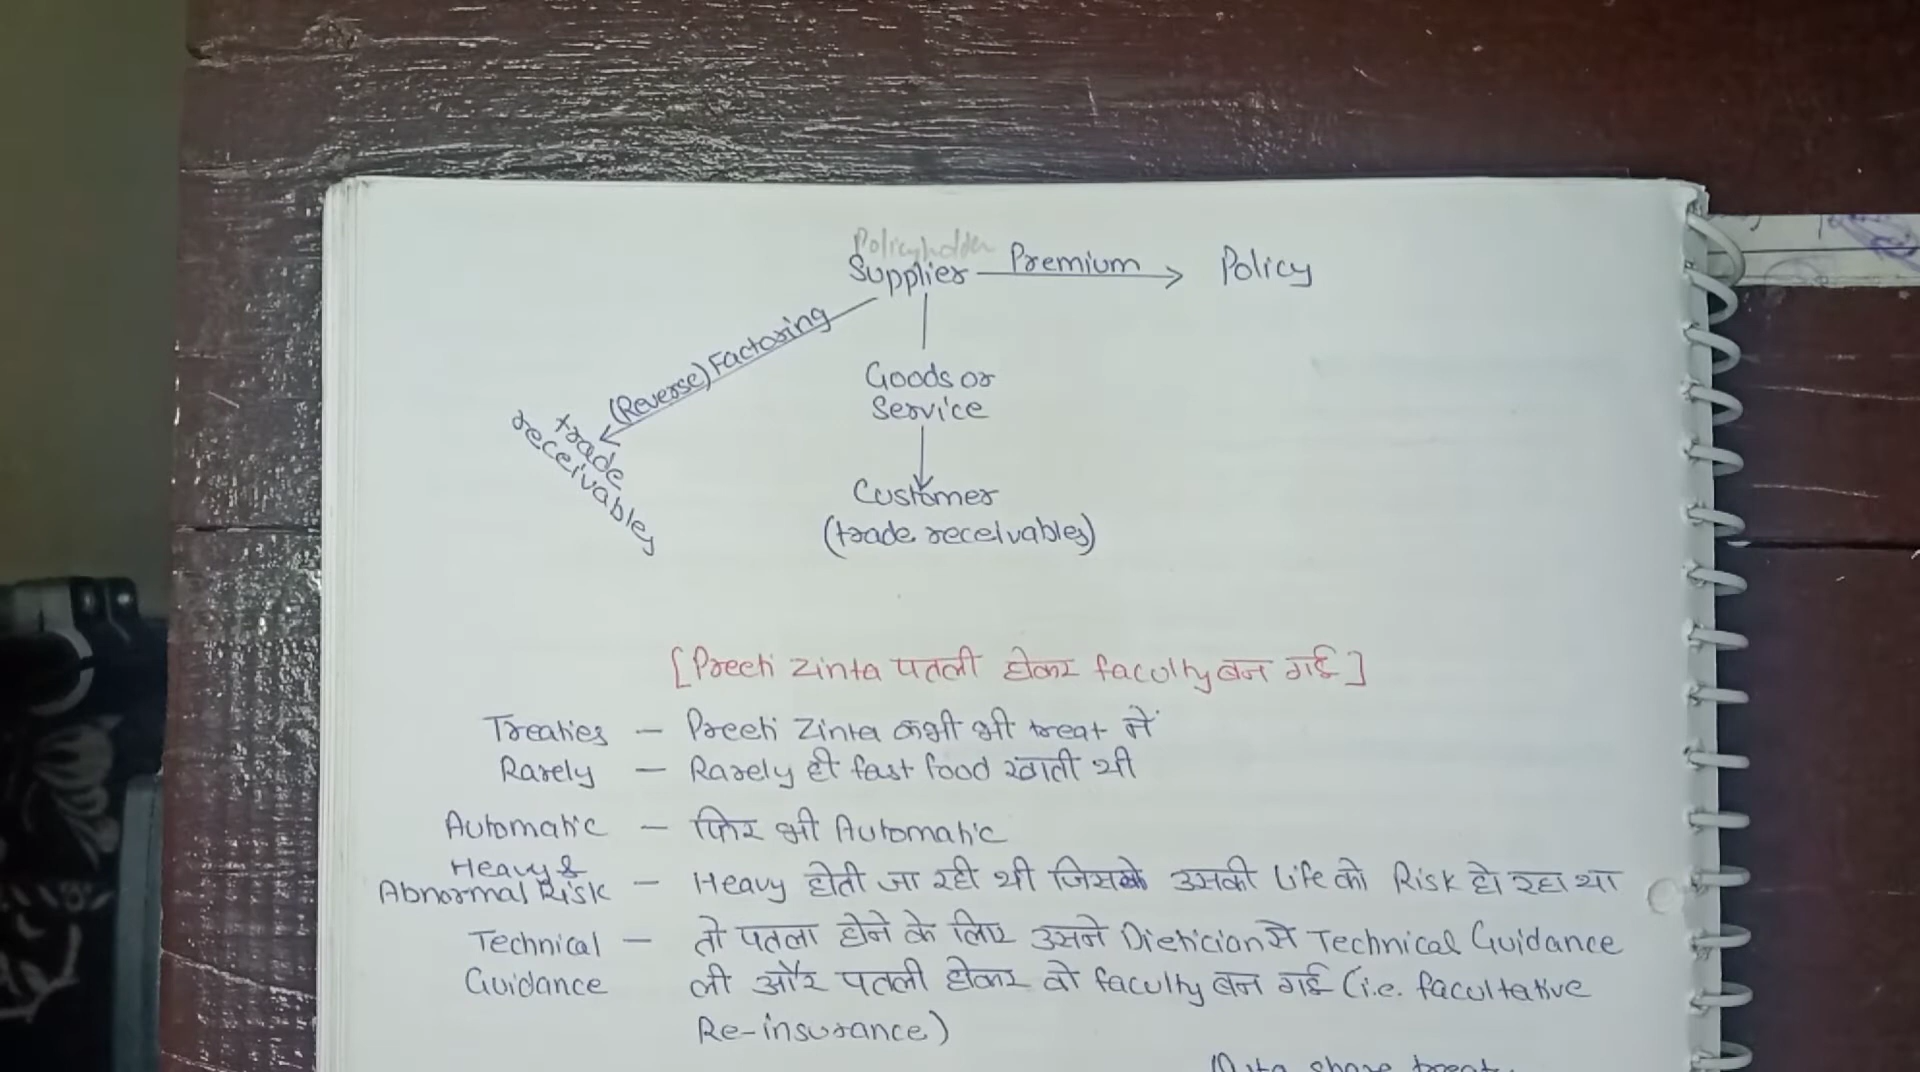 Policyholder
Supplier Premium Policy
(Reverse) Factoring
trade
receivables
Goods or
Service
Customer
(trade receivables)
[Preeti Zinta पतली होकर faculty बन गई]
Treaties – Preeti Zinta कभी भी treat में
Rarely – Rarely ही fast food खाती थी
Automatic – फिर भी Automatic
Heavy &
Abnormal Risk – Heavy होती जा रही थी जिससे उसकी Life को Risk हो रहा था
Technical – तो पतला होने के लिए उसने Dietician से Technical Guidance
Guidance ली और पतली होकर वो faculty बन गई (i.e. facultative
Re-insurance)
share treat